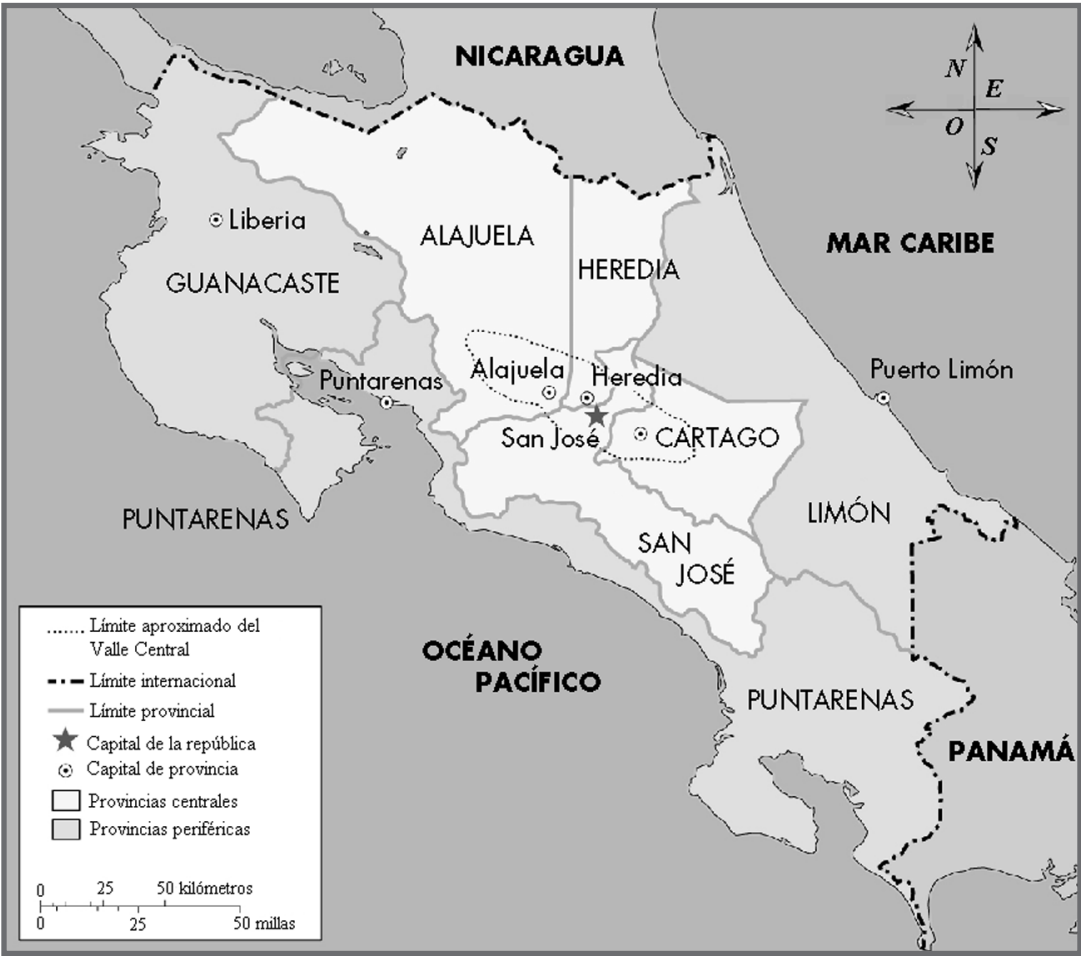 NICARAGUA
N
E
O
S
Liberia
ALAJUELA
MAR CARIBE
HEREDIA
GUANACASTE
Alajuela
Heredia
Puntarenas
Puerto Limón
San José
CARTAGO
PUNTARENAS
LIMÓN
SAN
JOSÉ
OCÉANO
PACÍFICO
PUNTARENAS
PANAMÁ
Límite aproximado del
Valle Central
Límite internacional
Límite provincial
Capital de la república
Capital de provincia
Provincias centrales
Provincias periféricas
0 25 50 kilómetros
0 25 50 millas